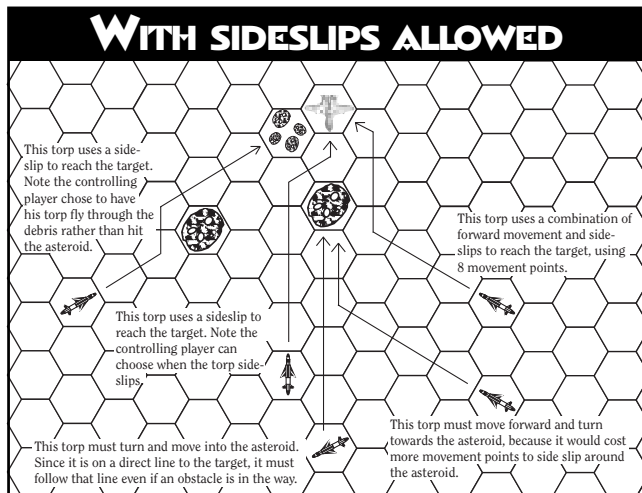 WITH SIDESLIPS ALLOWED
This torp uses a side-
slip to reach the target.
Note the controlling
player chose to have
his torp fly through the
debris rather than hit
the asteroid.
This torp uses a combination of
forward movement and side-
slips to reach the target, using
8 movement points.
This torp uses a sideslip to
reach the target. Note the
controlling player can
choose when the torp side-
slips.
This torp must turn and move into the asteroid.
Since it is on a direct line to the target, it must
follow that line even if an obstacle is in the way.
This torp must move forward and turn
towards the asteroid, because it would cost
more movement points to side slip around
the asteroid.